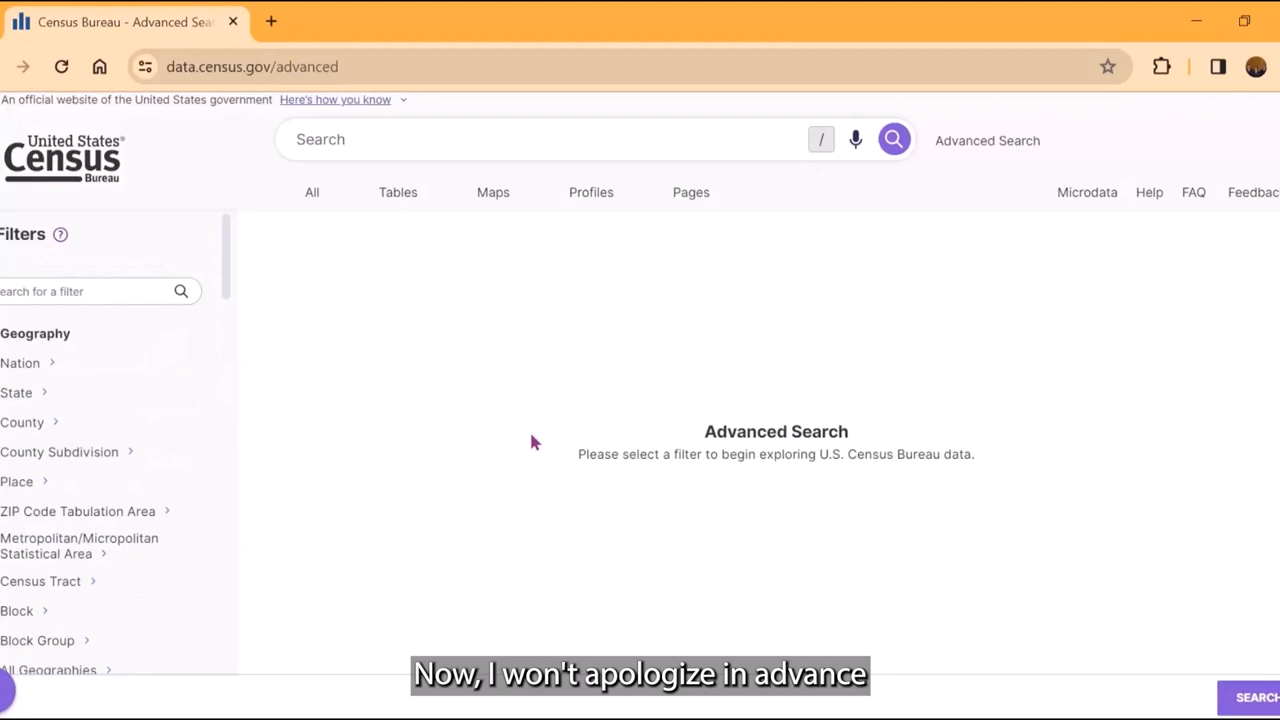 Census Bureau - Advanced Sear
data.census.gov/advanced
An official website of the United States government Here's how you know
United States®
Census
Bureau
Search
/
Advanced Search
All Tables Maps Profiles Pages
Microdata Help FAQ Feedbac
Filters ?
earch for a filter
Geography
Nation
State
County
County Subdivision
Place
ZIP Code Tabulation Area
Metropolitan/Micropolitan
Statistical Area
Census Tract
Block
Block Group
All Geographies
Advanced Search
Please select a filter to begin exploring U.S. Census Bureau data.
SEARCH
Now, I won't apologize in advance